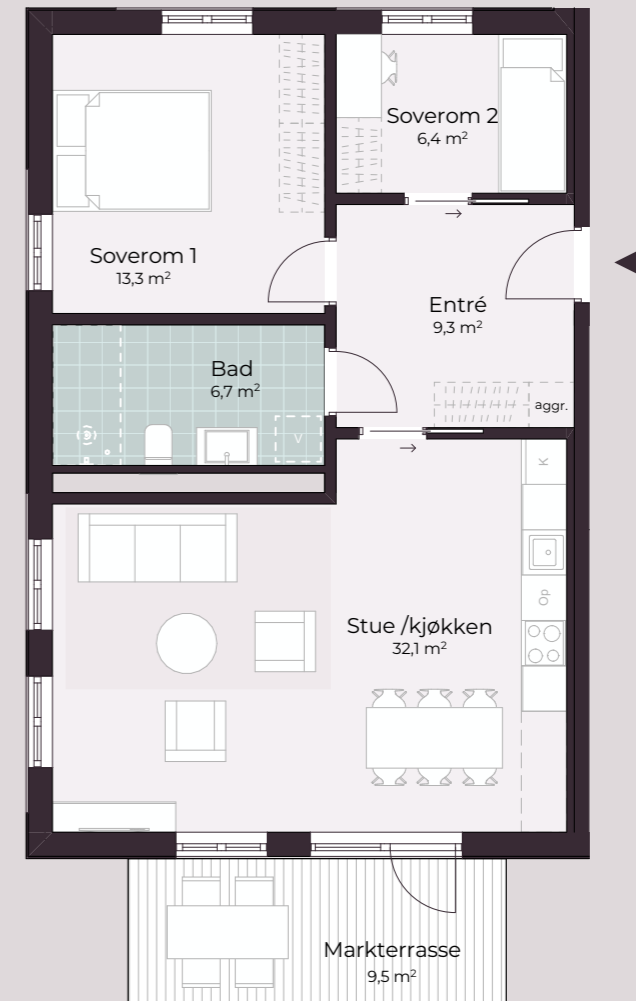 Soverom 2
6,4 m²
Soverom 1
13,3 m²
Entré
9,3 m²
Bad
6,7 m²
aggr.
V
K
Op
Stue /kjøkken
32,1 m²
Markterrasse
9,5 m²